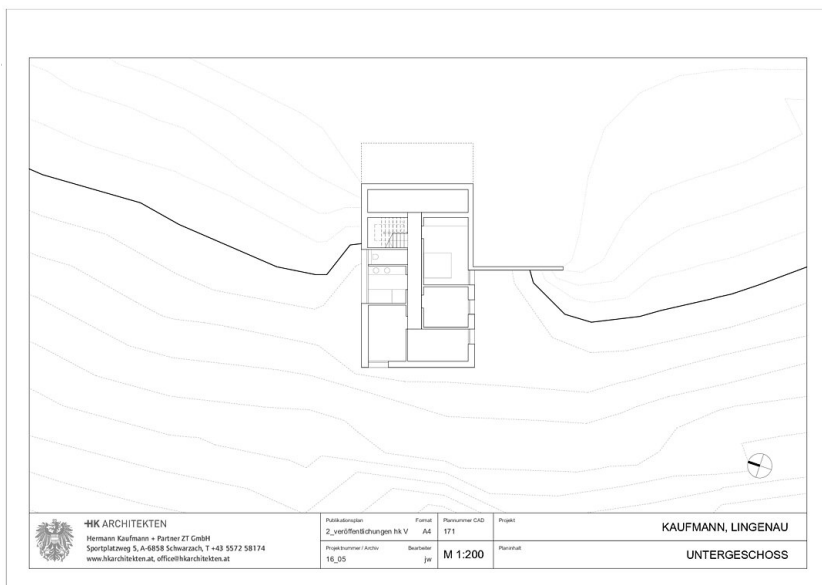 HK ARCHITEKTEN
Hermann Kaufmann + Partner ZT GmbH
Sportplatzweg 5, A-6858 Schwarzach, T +43 5572 58174
www.hkarchitekten.at, office@hkarchitekten.at
Publikationsplan Format
2_veröffentlichungen hk V A4
Projektnummer / Archiv Bearbeiter
16_05 jw
Plannummer CAD
171
M 1:200
Projekt
KAUFMANN, LINGENAU
Planinhalt
UNTERGESCHOSS